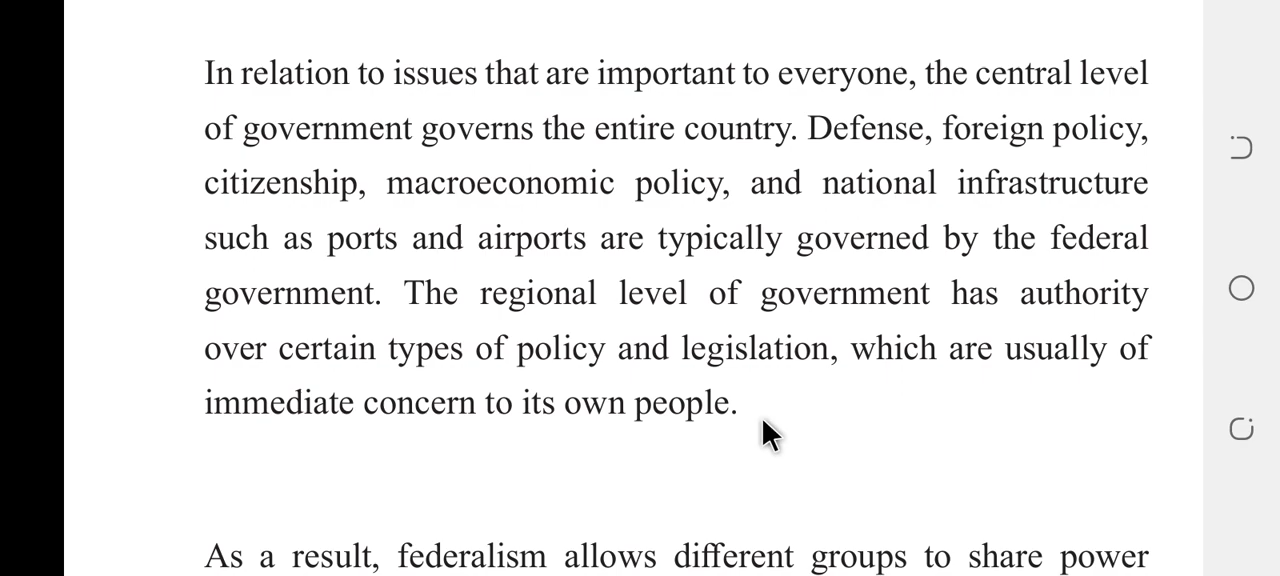 In relation to issues that are important to everyone, the central level
of government governs the entire country. Defense, foreign policy,
citizenship, macroeconomic policy, and national infrastructure
such as ports and airports are typically governed by the federal
government. The regional level of government has authority
over certain types of policy and legislation, which are usually of
immediate concern to its own people.
As a result, federalism allows different groups to share power